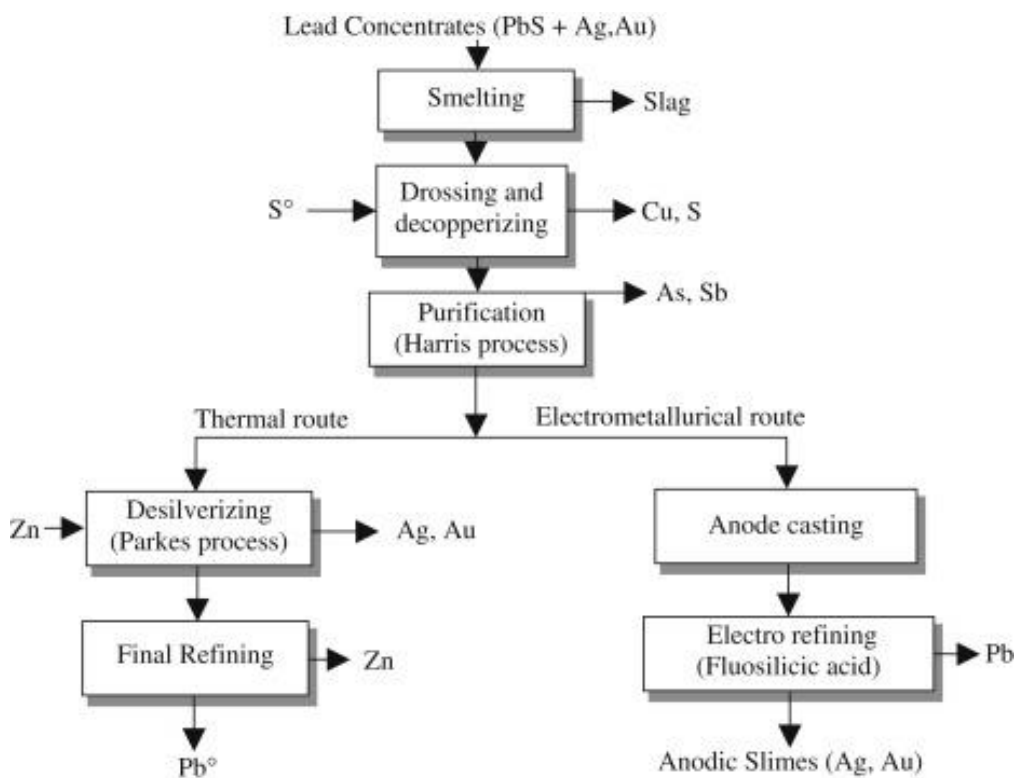 Lead Concentrates (PbS + Ag,Au)
Smelting
Slag
S°
Drossing and
decopperizing
Cu, S
As, Sb
Purification
(Harris process)
Thermal route
Electrometallurical route
Zn
Desilverizing
(Parkes process)
Ag, Au
Anode casting
Final Refining
Zn
Electro refining
(Fluosilicic acid)
Pb
Pb°
Anodic Slimes (Ag, Au)